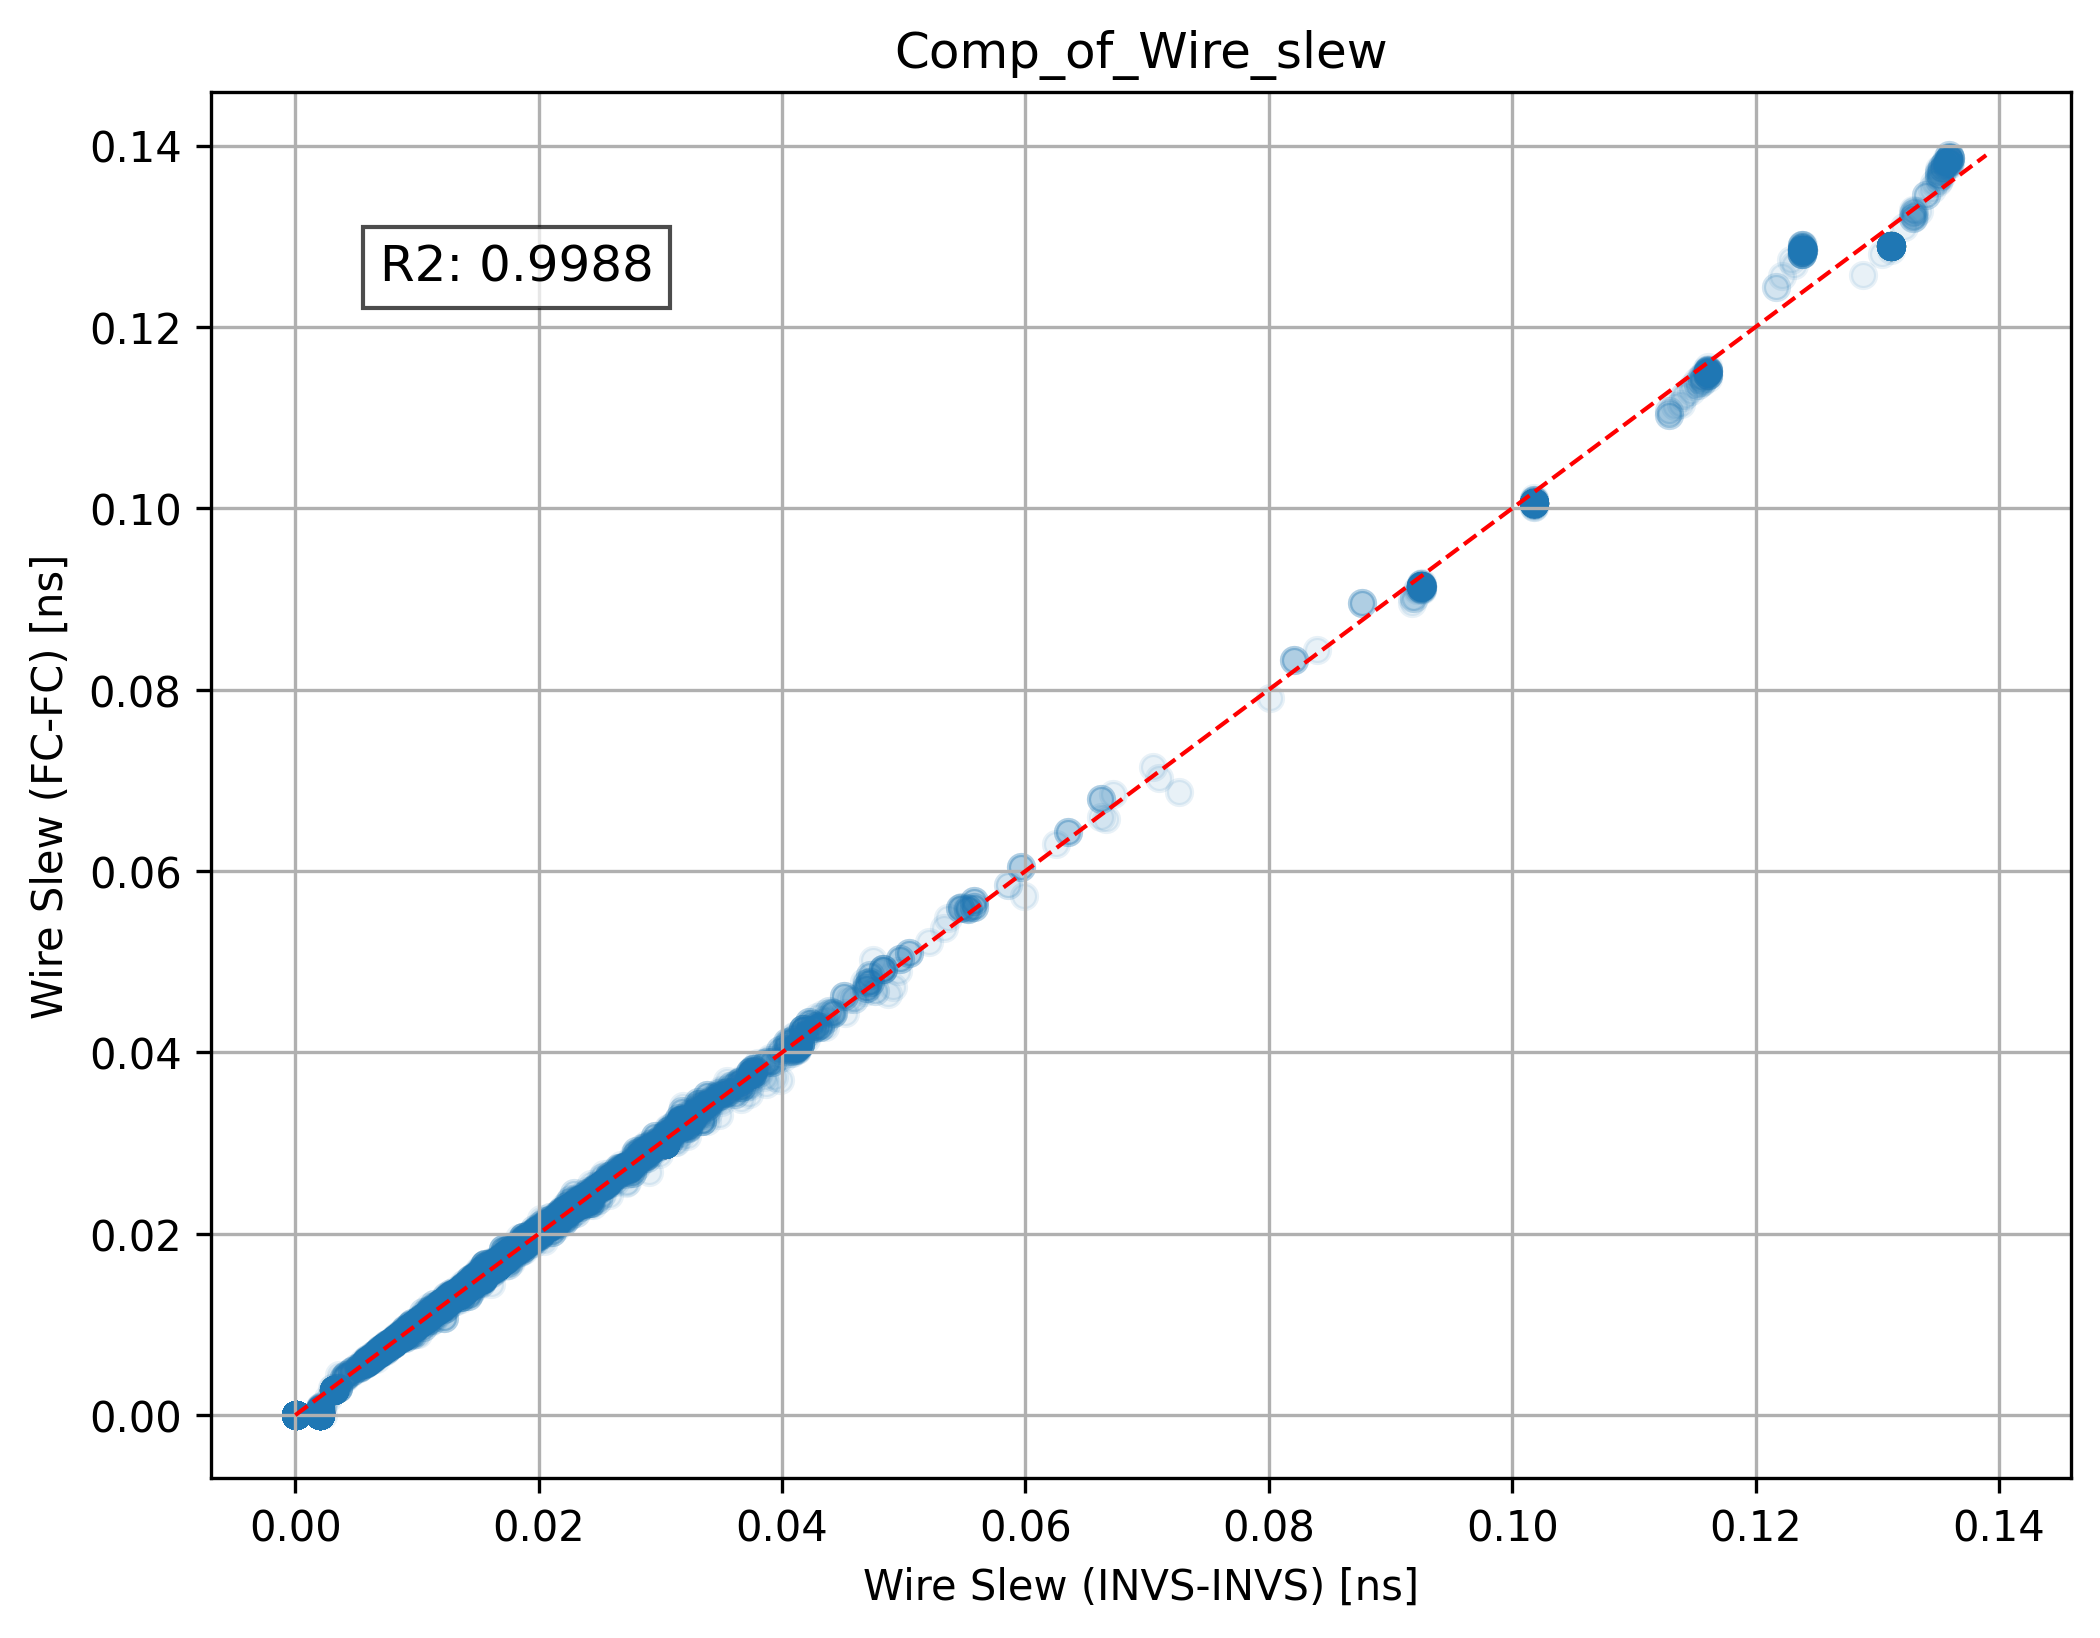 Comp_of_Wire_slew
R2: 0.9988
Wire Slew (FC-FC) [ns]
0.14
0.12
0.10
0.08
0.06
0.04
0.02
0.00
0.00 0.02 0.04 0.06 0.08 0.10 0.12 0.14
Wire Slew (INVS-INVS) [ns]